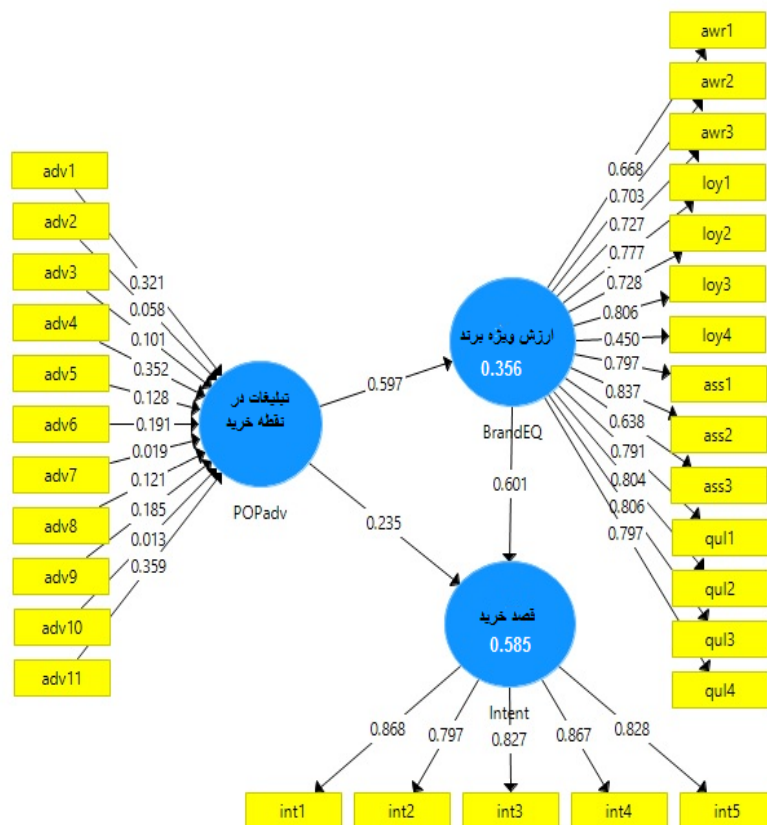 adv1
adv2
adv3
adv4
adv5
adv6
adv7
adv8
adv9
adv10
adv11
0.321
0.058
0.101
0.352
0.128
0.191
0.019
0.121
0.185
0.013
0.359
تبلیغات در
نقطه خرید
POPadv
0.597
0.235
ارزش ویژه برند
0.356
BrandEQ
0.601
قصد خرید
0.585
Intent
0.668
0.703
0.727
0.777
0.728
0.806
0.450
0.797
0.837
0.638
0.791
0.804
0.806
0.797
awr1
awr2
awr3
loy1
loy2
loy3
loy4
ass1
ass2
ass3
qul1
qul2
qul3
qul4
0.868
0.797
0.827
0.867
0.828
int1
int2
int3
int4
int5